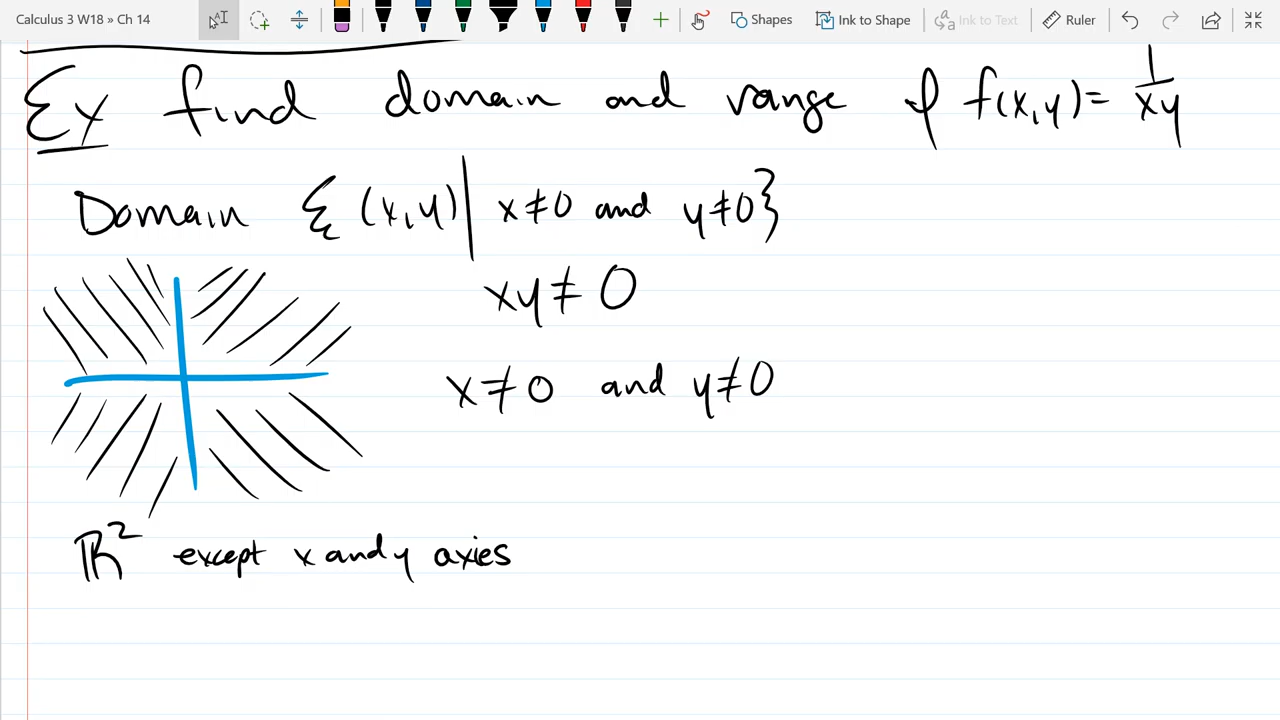 Calculus 3 W18 » Ch 14 Shapes Ink to Shape Ink to Text Ruler
Ex find domain and range of f(x,y) = 1/xy
Domain {(x,y) | x≠0 and y≠0}
xy ≠ 0
x≠0 and y≠0
ℝ² except x and y axies